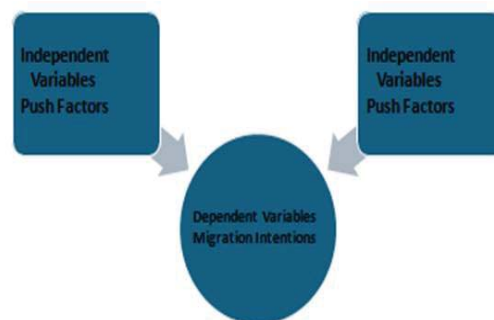 Independent
Variables
Push Factors
Independent
Variables
Push Factors
Dependent Variables
Migration Intentions